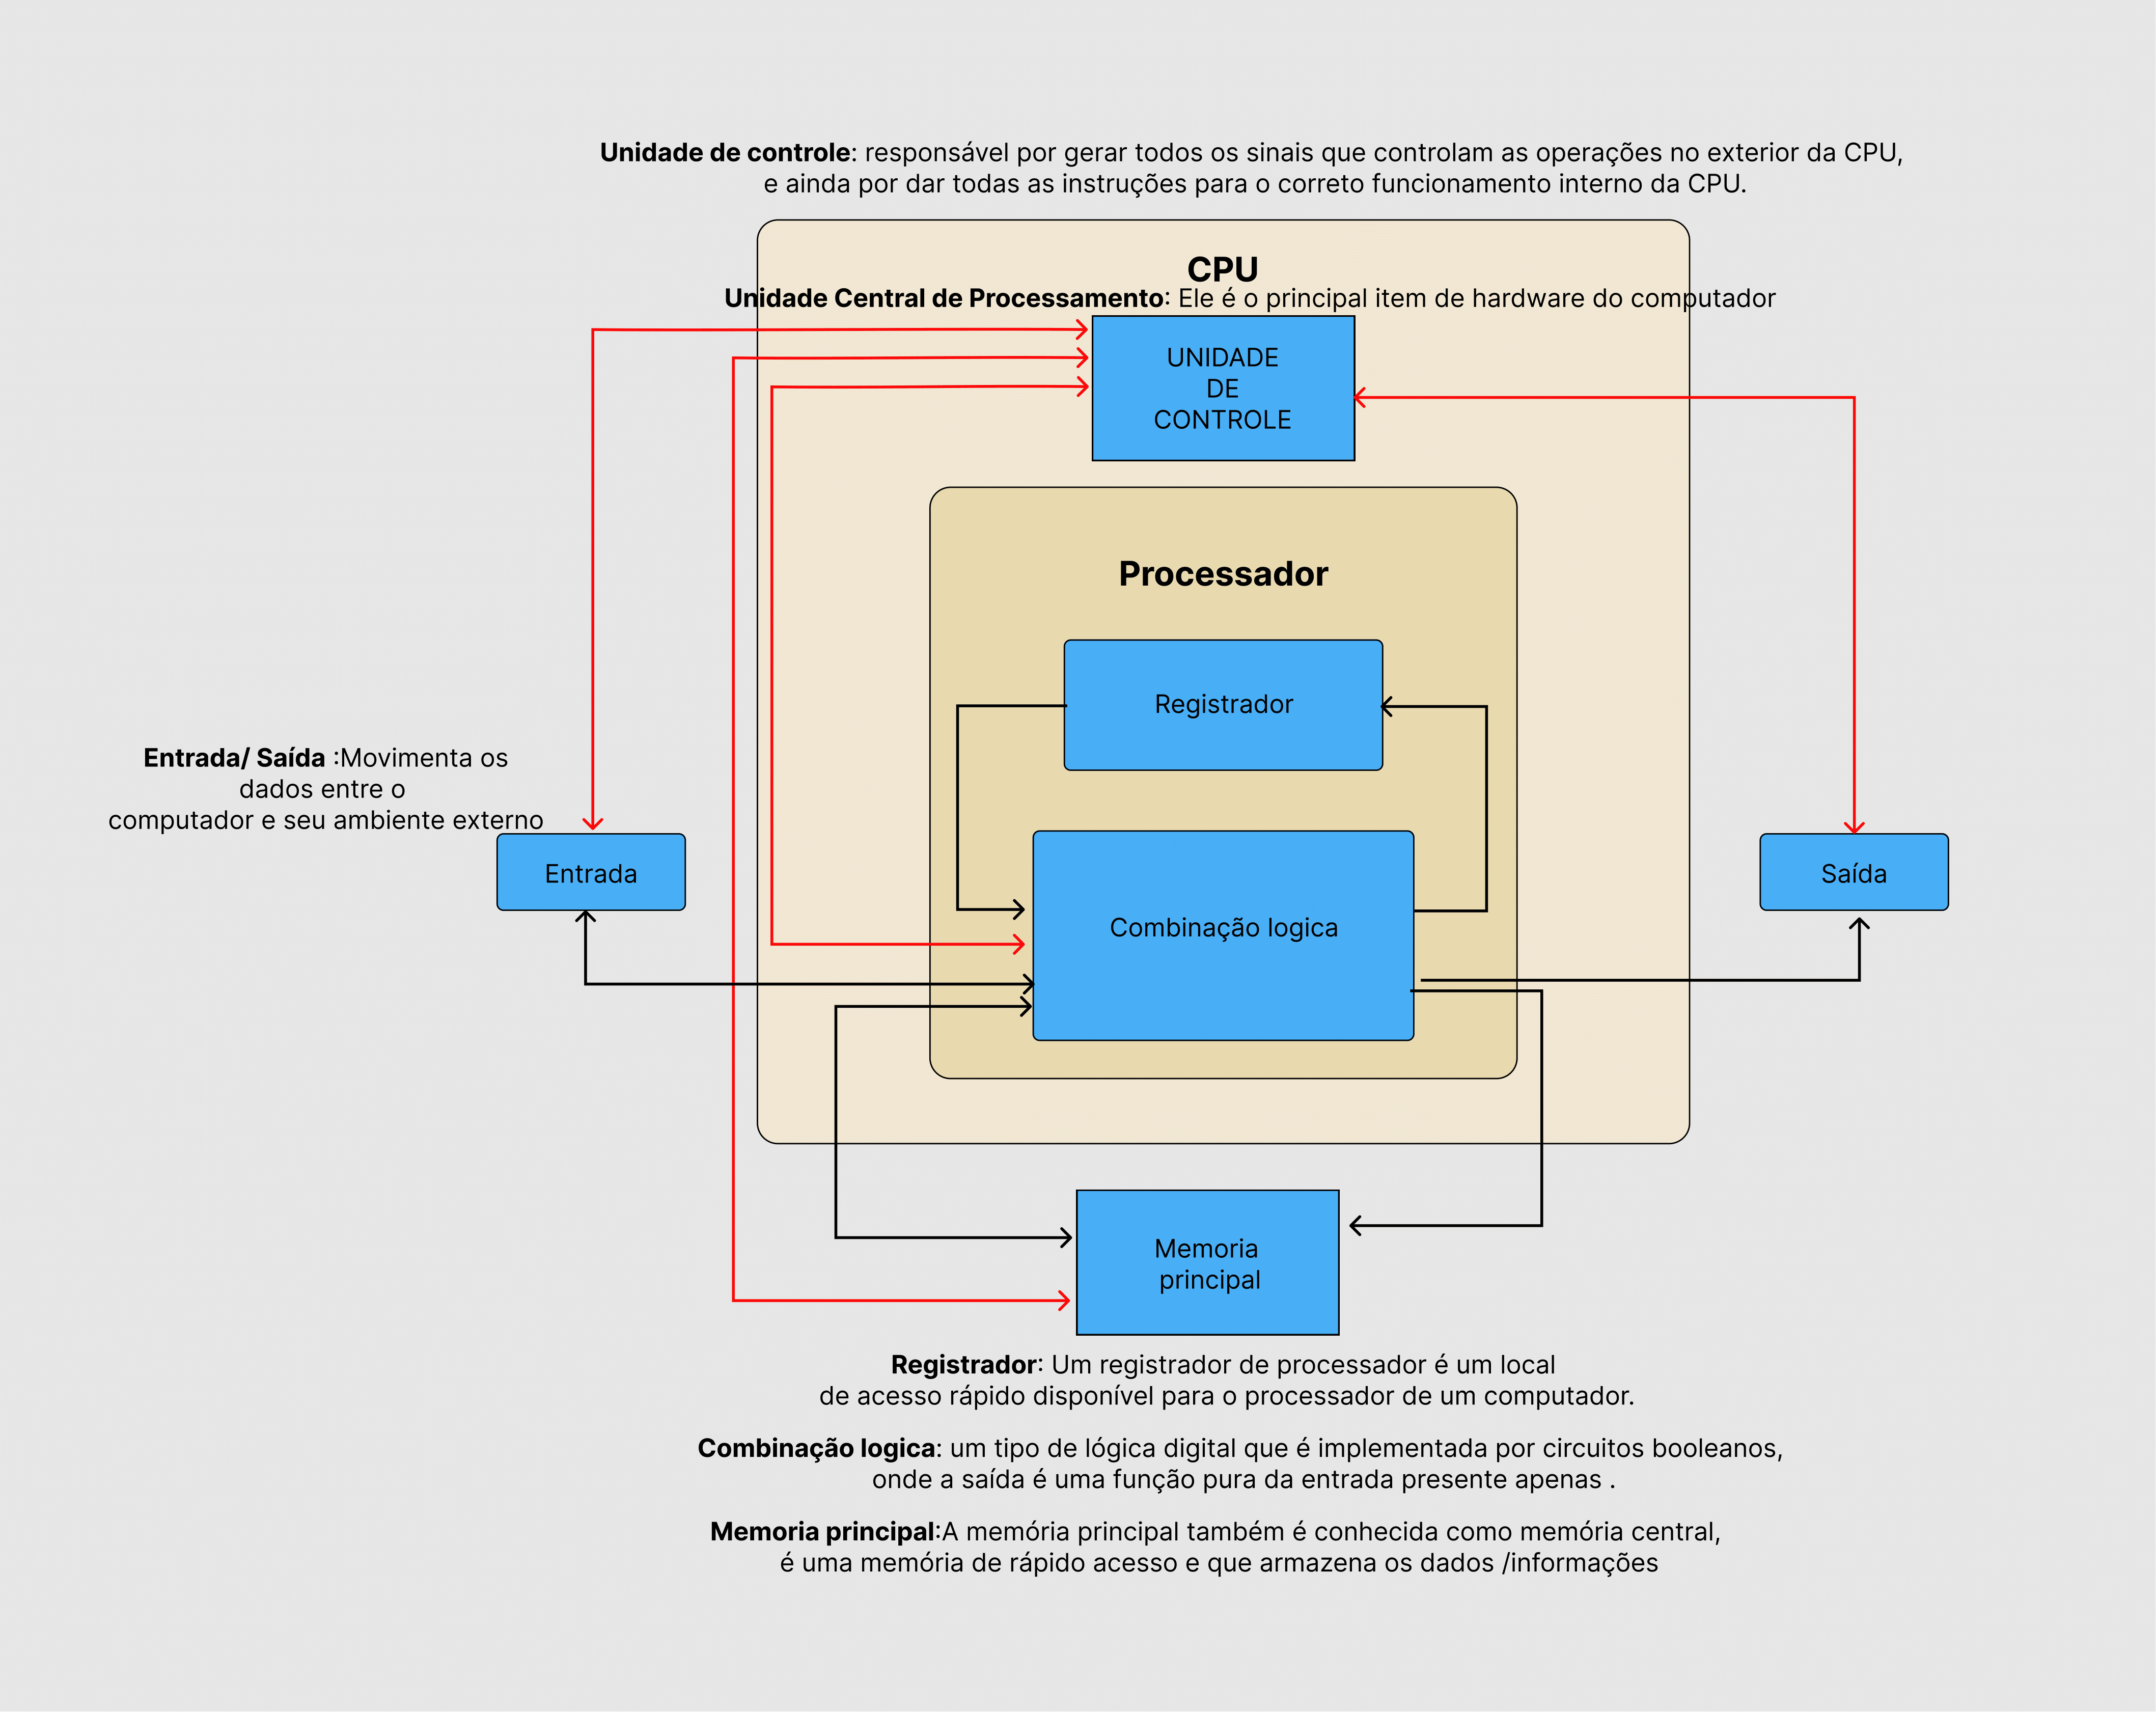 Unidade de controle: responsável por gerar todos os sinais que controlam as operações no exterior da CPU,
e ainda por dar todas as instruções para o correto funcionamento interno da CPU.
CPU
Unidade Central de Processamento: Ele é o principal item de hardware do computador
UNIDADE
DE
CONTROLE
Processador
Registrador
Entrada/ Saída :Movimenta os
dados entre o
computador e seu ambiente externo
Entrada
Saída
Combinação logica
Memoria
principal
Registrador: Um registrador de processador é um local
de acesso rápido disponível para o processador de um computador.
Combinação logica: um tipo de lógica digital que é implementada por circuitos booleanos,
onde a saída é uma função pura da entrada presente apenas .
Memoria principal:A memória principal também é conhecida como memória central,
é uma memória de rápido acesso e que armazena os dados /informações